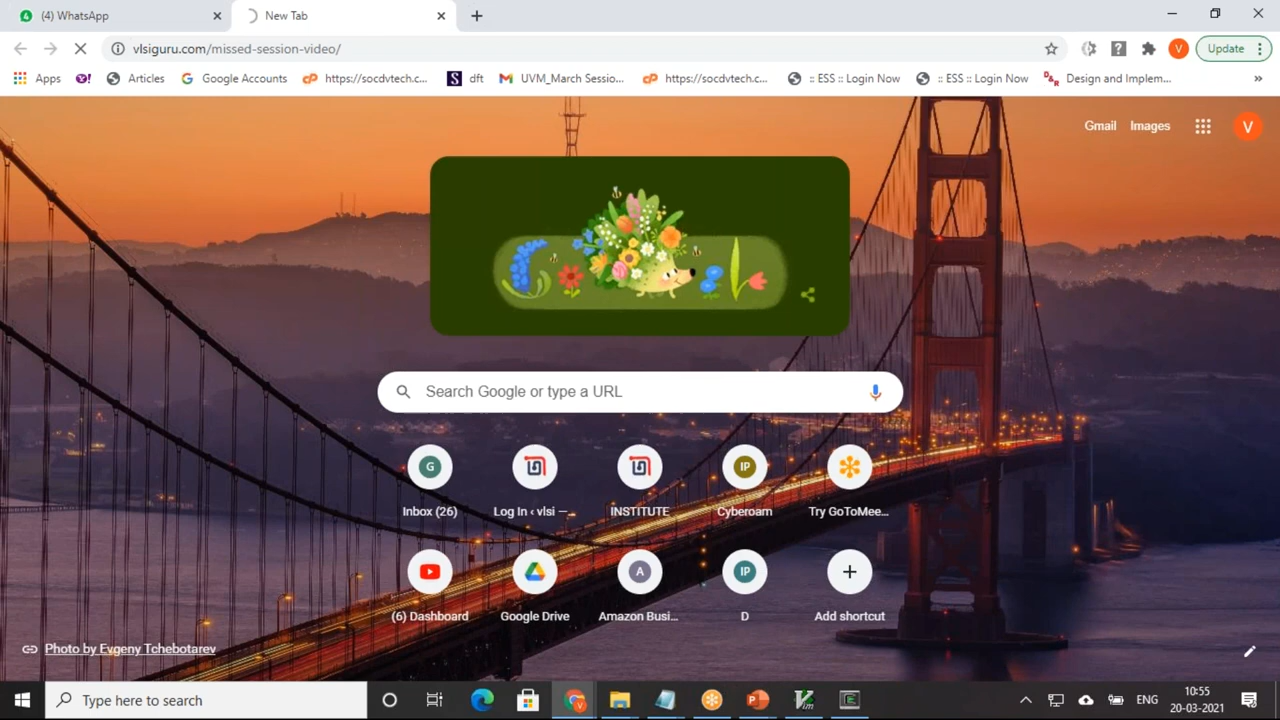 (4) WhatsApp
New Tab
vlsiguru.com/missed-session-video/
V
Update
Apps
Articles
Google Accounts
https://socdvtech.c...
dft
UVM_March Sessio...
https://socdvtech.c...
:: ESS :: Login Now
:: ESS :: Login Now
Design and Implem...
»
Gmail
Images
V
Search Google or type a URL
G
IP
Inbox (26)
Log In ‹ vlsi —...
INSTITUTE
Cyberoam
Try GoToMee...
A
IP
(6) Dashboard
Google Drive
Amazon Busi...
D
Add shortcut
Photo by Evgeny Tchebotarev
Type here to search
ENG
10:55
20-03-2021